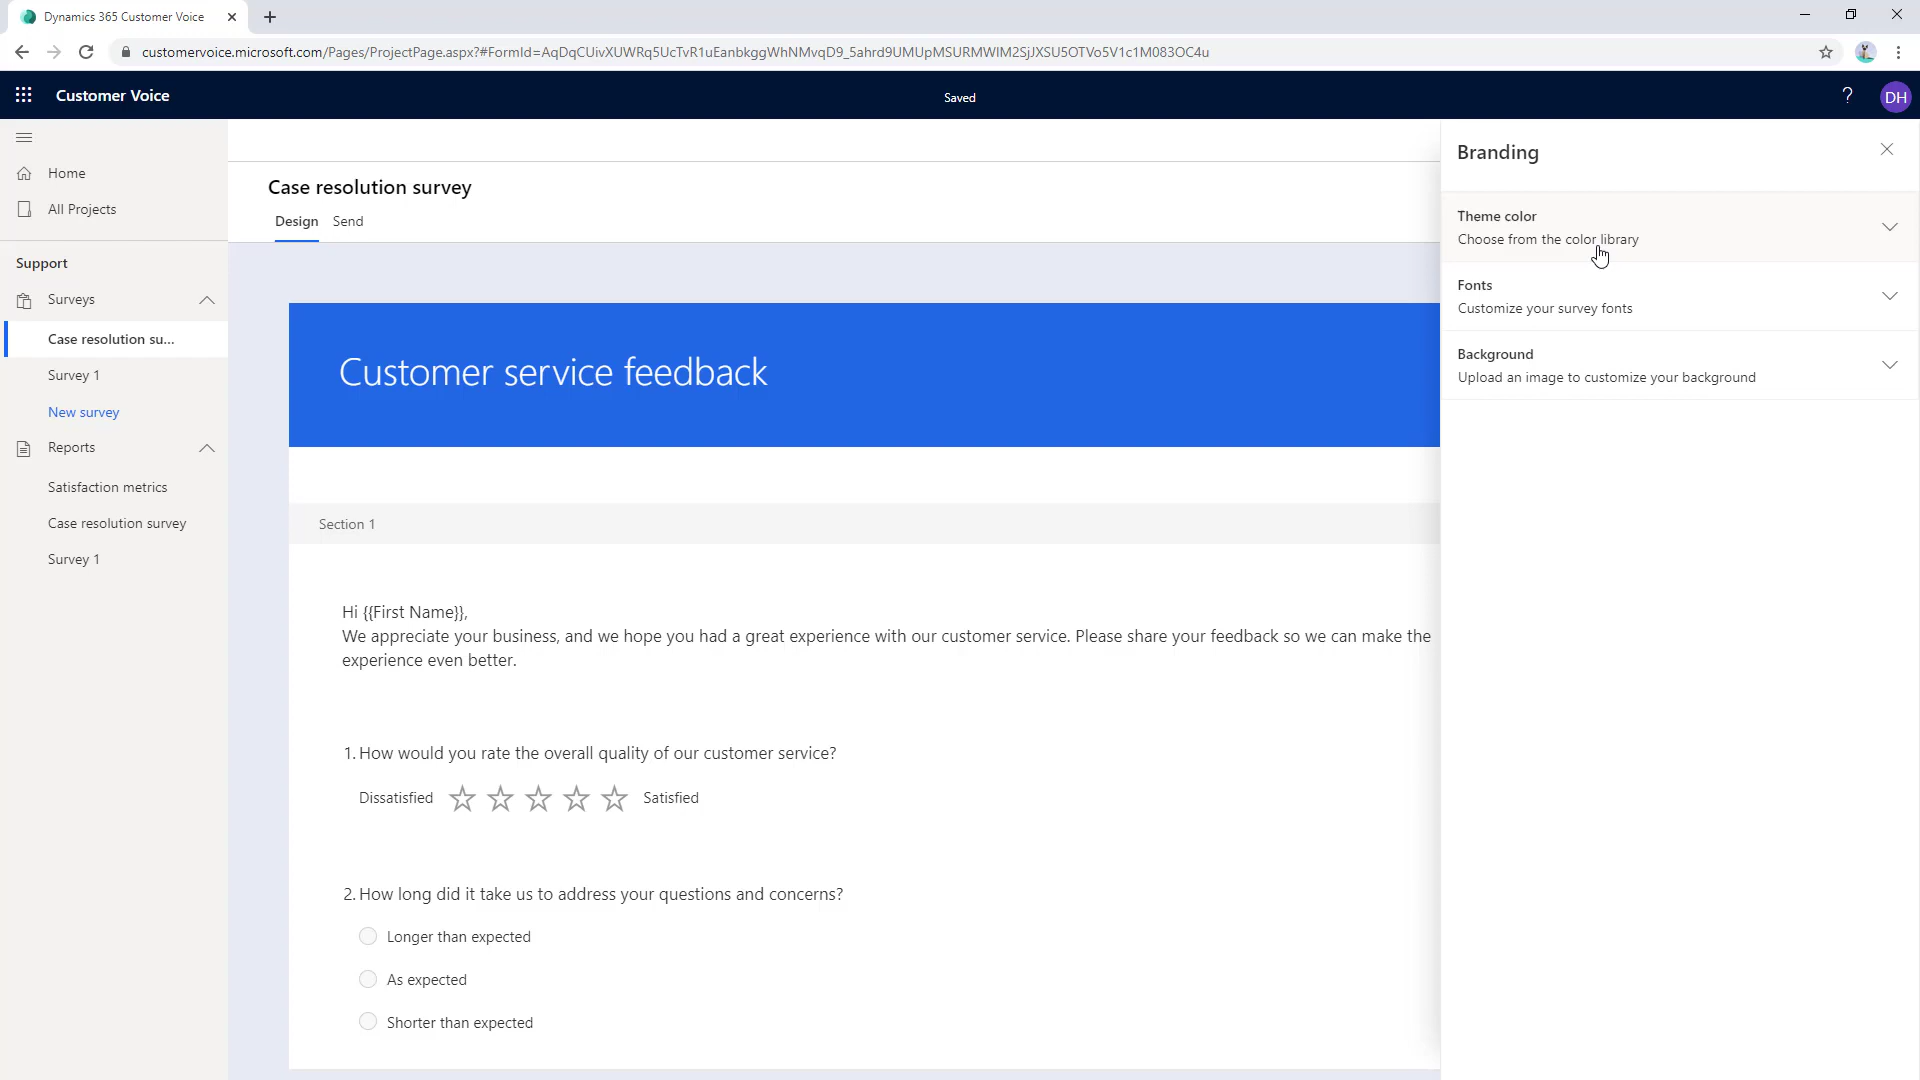 Dynamics 365 Customer Voice
customervoice.microsoft.com/Pages/ProjectPage.aspx?#FormId=AqDqCUivXUWRq5UcTvR1uEanbkggWhNMvqD9_5ahrd9UMUpMSURMWlM2SjJXSU5OTVo5V1c1M083OC4u
Customer Voice
Saved
?
DH
Home
All Projects
Support
Surveys
Case resolution su...
Survey 1
New survey
Reports
Satisfaction metrics
Case resolution survey
Survey 1
Case resolution survey
Design Send
Customer service feedback
Section 1
Hi {{First Name}},
We appreciate your business, and we hope you had a great experience with our customer service. Please share your feedback so we can make the
experience even better.
1. How would you rate the overall quality of our customer service?
Dissatisfied Satisfied
2. How long did it take us to address your questions and concerns?
Longer than expected
As expected
Shorter than expected
Branding
Theme color
Choose from the color library
Fonts
Customize your survey fonts
Background
Upload an image to customize your background